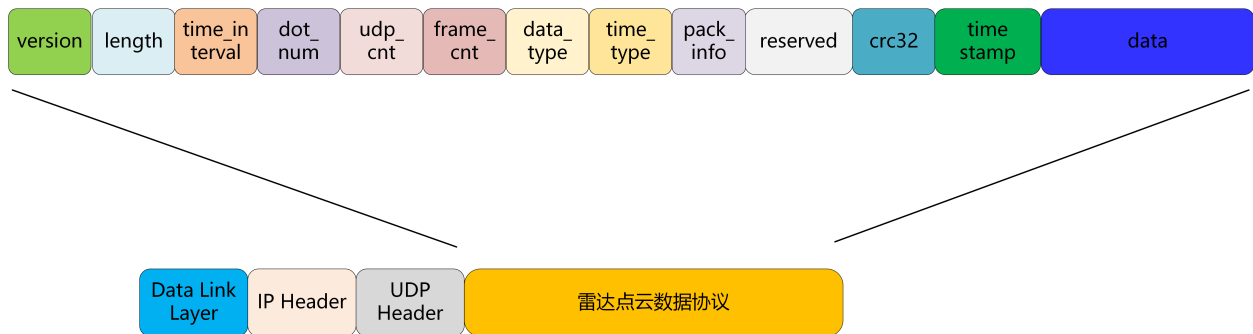 version
length
time_in
terval
dot_
num
udp_
cnt
frame_
cnt
data_
type
time_
type
pack_
info
reserved
crc32
time
stamp
data
Data Link
Layer
IP Header
UDP
Header
雷达点云数据协议